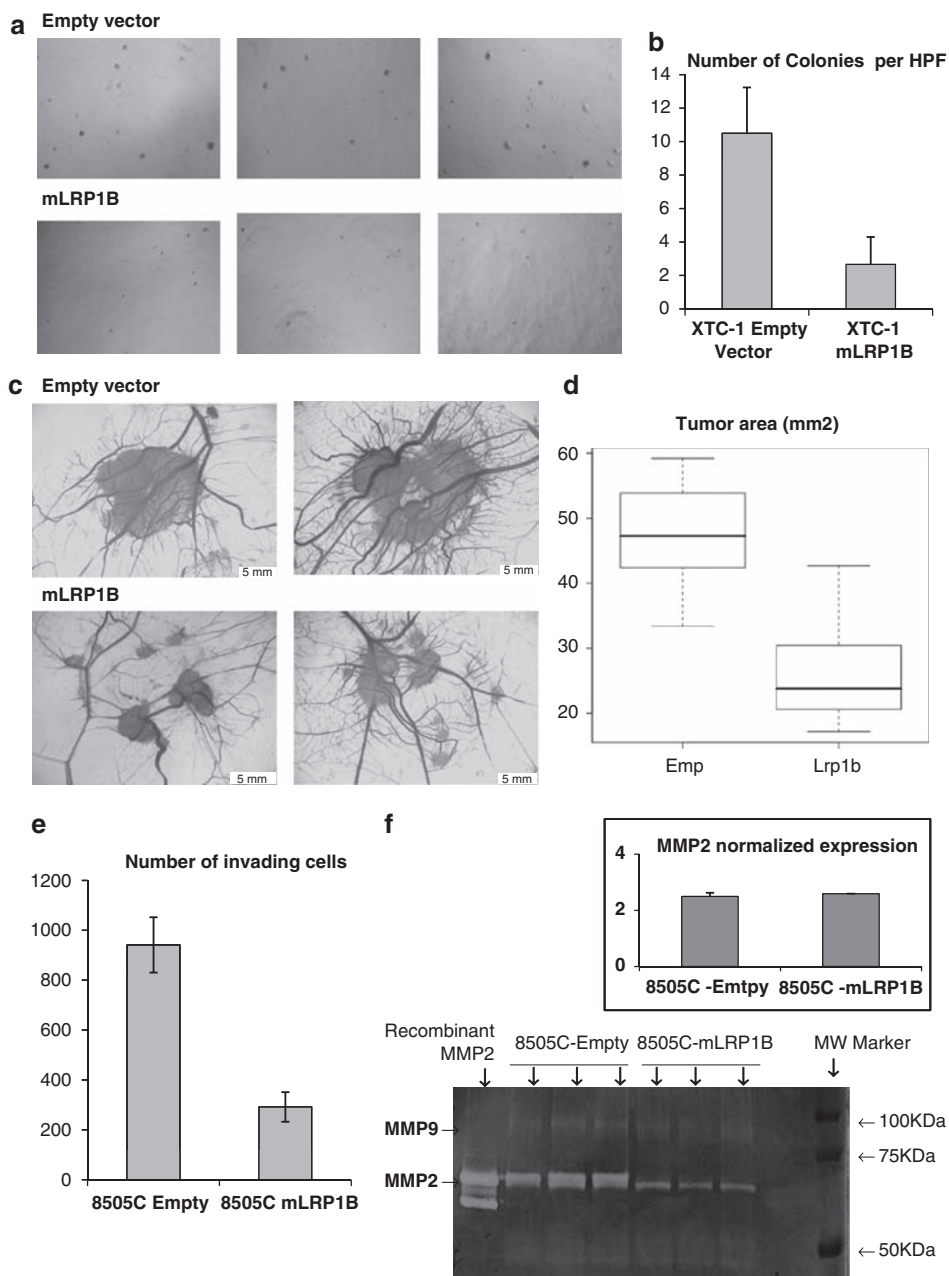 a Empty vector
mLRP1B
b
Number of Colonies per HPF
14
12
10
8
6
4
2
0
XTC-1 Empty
Vector
XTC-1
mLRP1B
c Empty vector
5 mm
5 mm
mLRP1B
5 mm
5 mm
d
Tumor area (mm2)
60
50
40
30
20
Emp
Lrp1b
e
Number of invading cells
1200
1000
800
600
400
200
0
8505C Empty
8505C mLRP1B
f
MMP2 normalized expression
4
2
0
8505C -Emtpy
8505C -mLRP1B
Recombinant
MMP2
8505C-Empty
8505C-mLRP1B
MW Marker
MMP9→
←100KDa
←75KDa
MMP2→
←50KDa